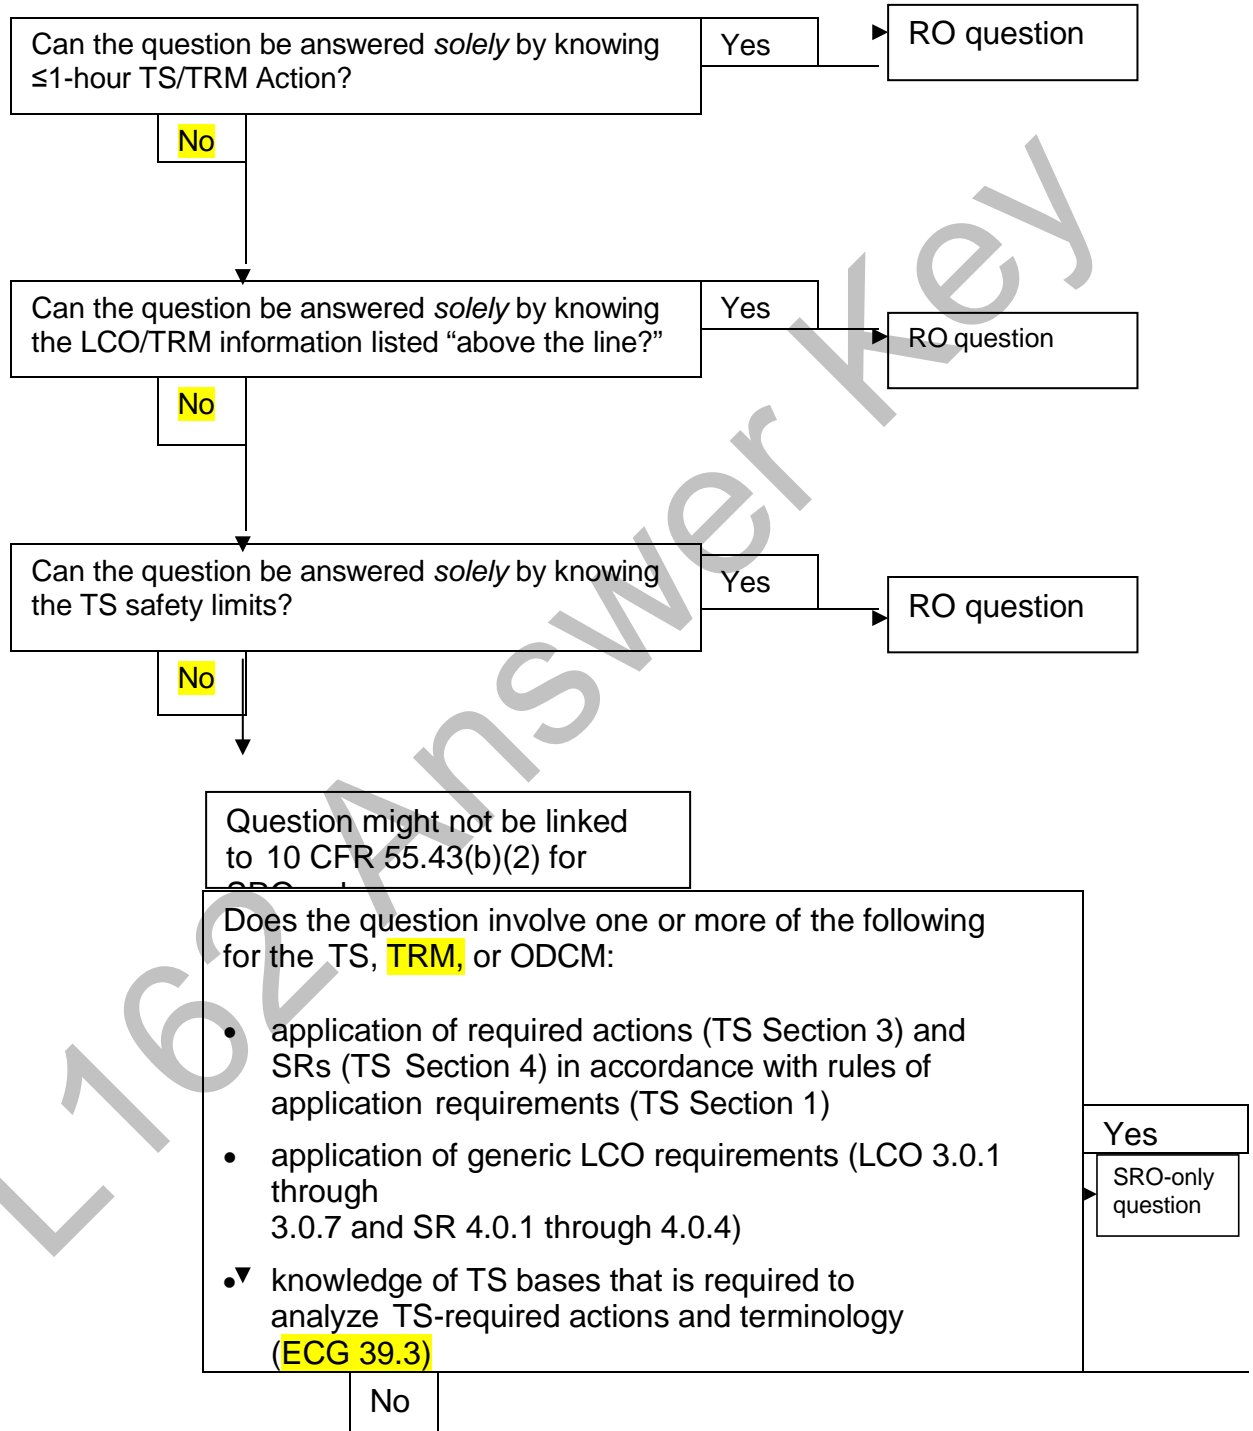 Can the question be answered solely by knowing
≤1-hour TS/TRM Action?
Yes
RO question
No
Can the question be answered solely by knowing
the LCO/TRM information listed “above the line?”
Yes
RO question
No
Can the question be answered solely by knowing
the TS safety limits?
Yes
RO question
No
Question might not be linked
to 10 CFR 55.43(b)(2) for
Does the question involve one or more of the following
for the TS, TRM, or ODCM:
• application of required actions (TS Section 3) and
SRs (TS Section 4) in accordance with rules of
application requirements (TS Section 1)
• application of generic LCO requirements (LCO 3.0.1
through
3.0.7 and SR 4.0.1 through 4.0.4)
• knowledge of TS bases that is required to
analyze TS-required actions and terminology
(ECG 39.3)
Yes
SRO-only
question
No
L162 Answer Key